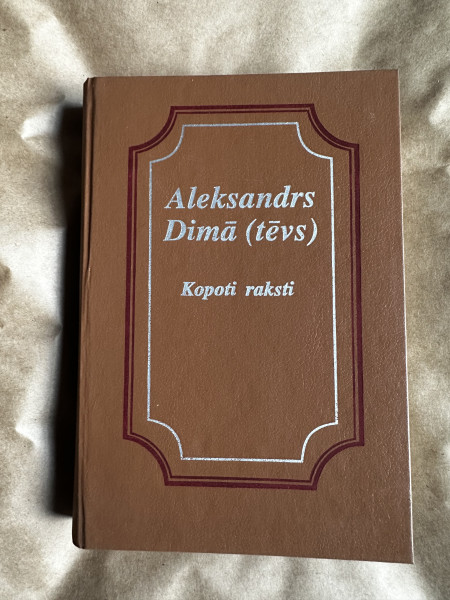 Aleksandrs
Dimā (tēvs)
Kopoti raksti